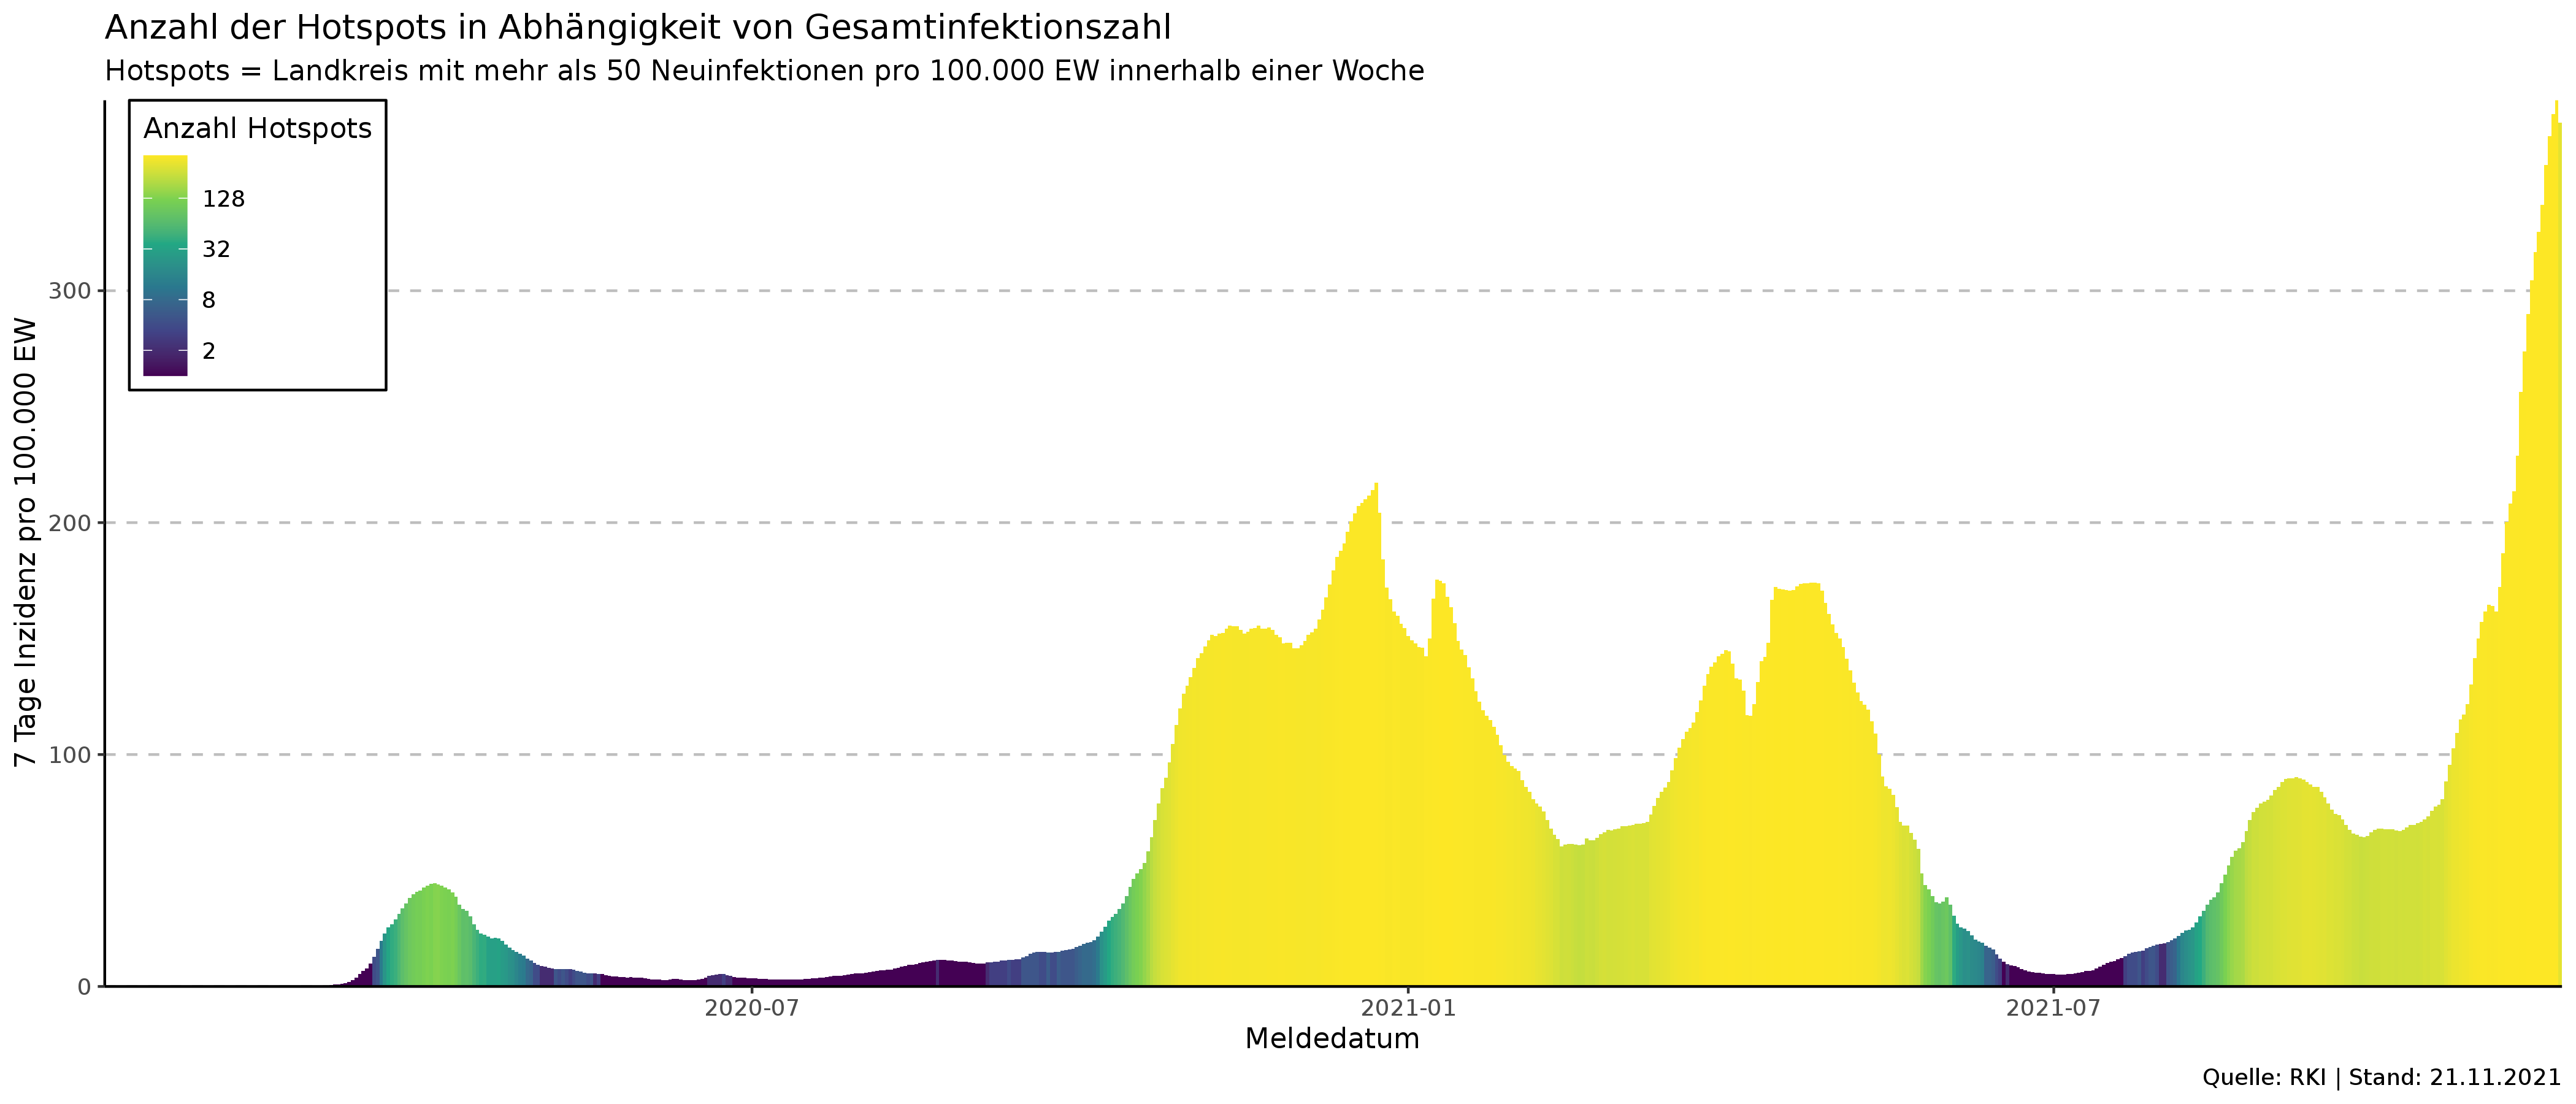 Anzahl der Hotspots in Abhängigkeit von Gesamtinfektionszahl
Hotspots = Landkreis mit mehr als 50 Neuinfektionen pro 100.000 EW innerhalb einer Woche
Anzahl Hotspots
128
32
8
2
7 Tage Inzidenz pro 100.000 EW
300
200
100
0
2020-07
2021-01
2021-07
Meldedatum
Quelle: RKI | Stand: 21.11.2021